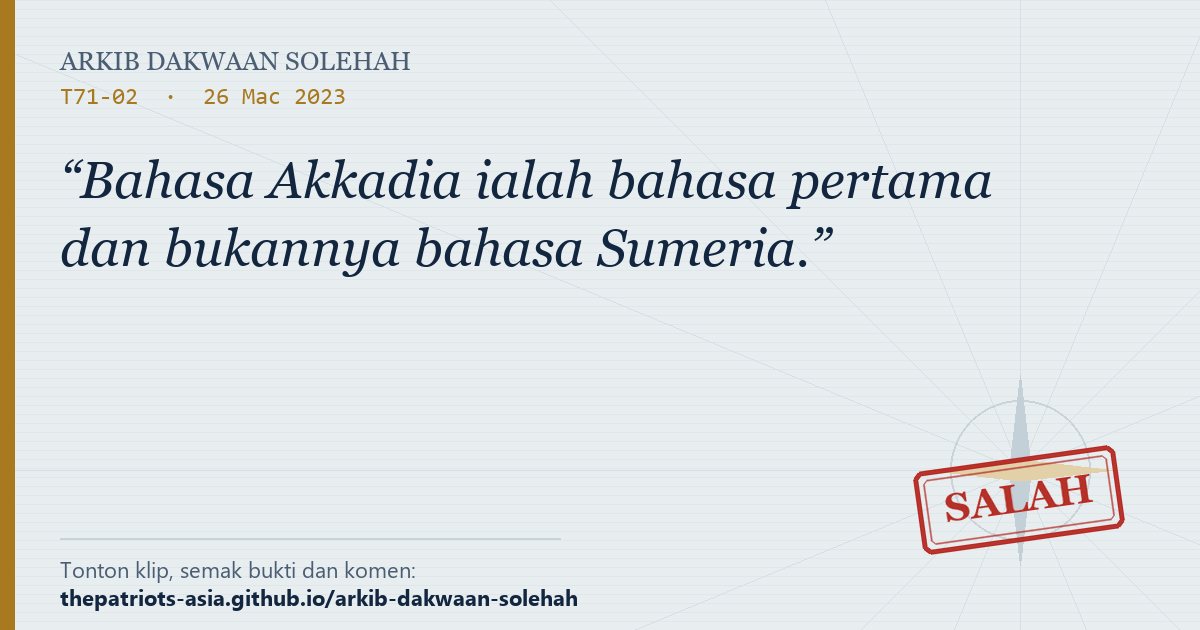 ARKIB DAKWAAN SOLEHAH
T71-02 · 26 Mac 2023
“Bahasa Akkadia ialah bahasa pertama
dan bukannya bahasa Sumeria.”
SALAH
Tonton klip, semak bukti dan komen:
thepatriots-asia.github.io/arkib-dakwaan-solehah